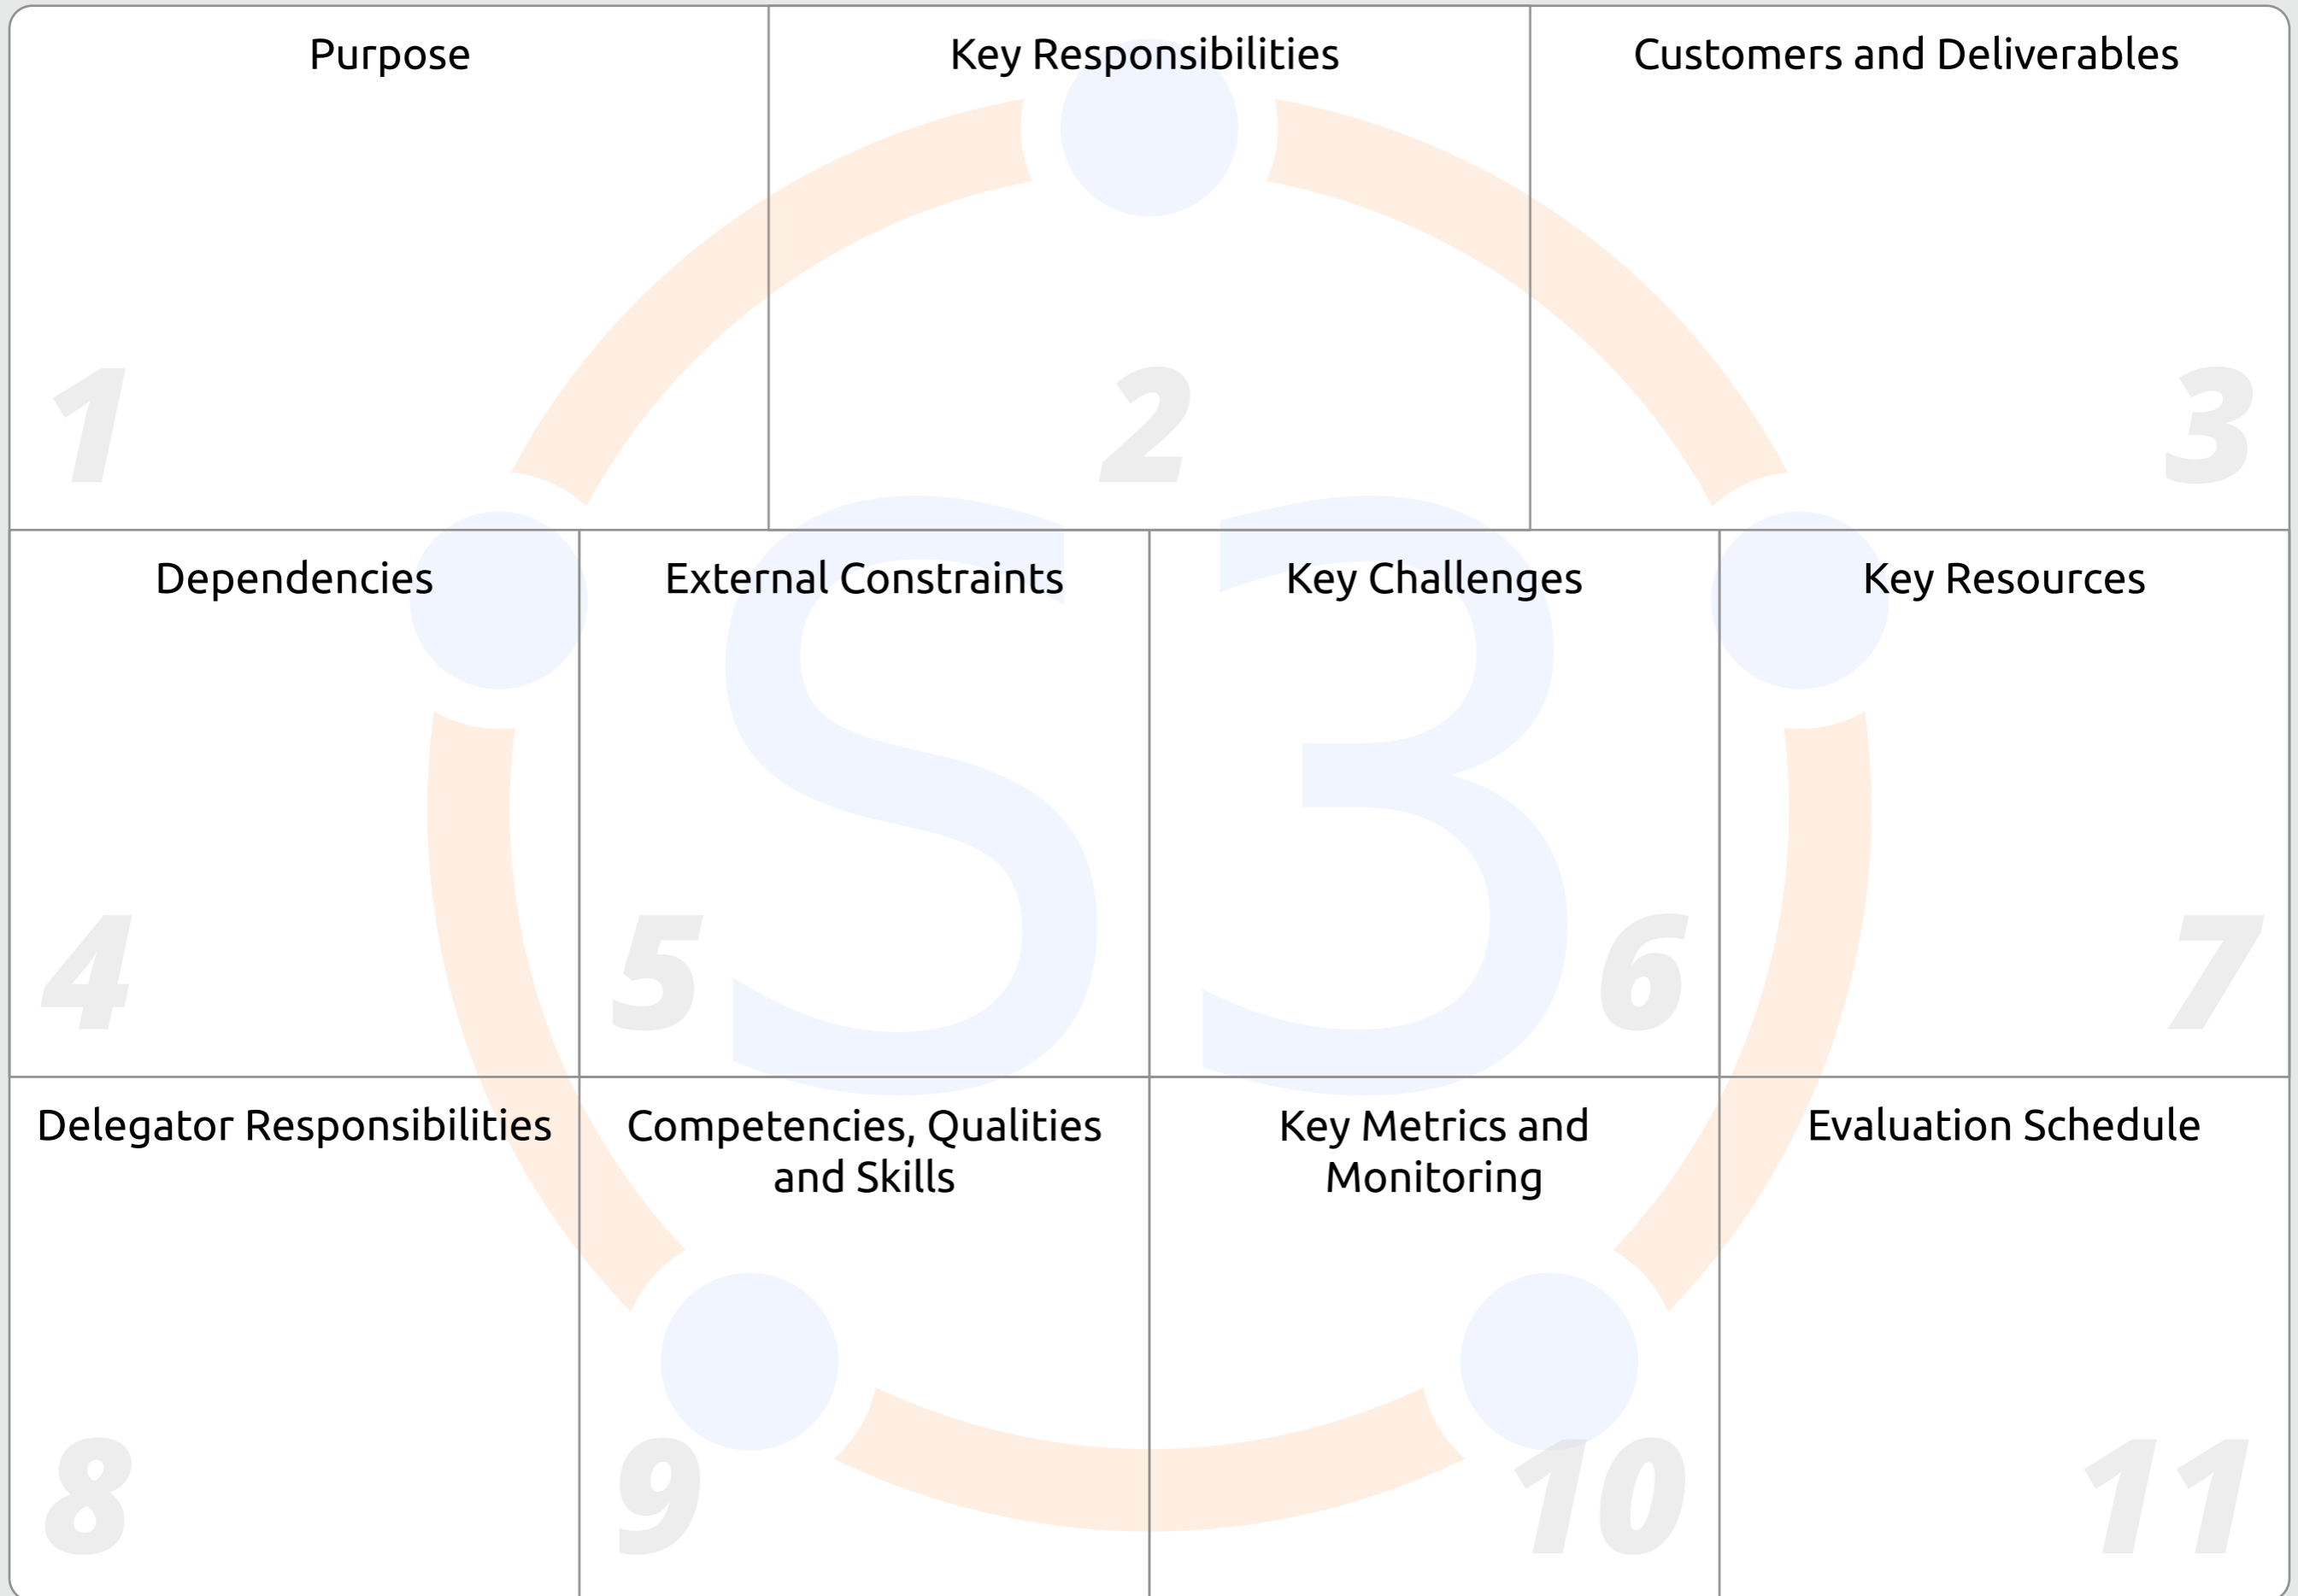 Purpose
Key Responsibilities
Customers and Deliverables
1
2
3
S3
Dependencies
External Constraints
Key Challenges
Key Resources
4
5
6
7
Delegator Responsibilities
Competencies, Qualities
and Skills
Key Metrics and
Monitoring
Evaluation Schedule
8
9
10
11